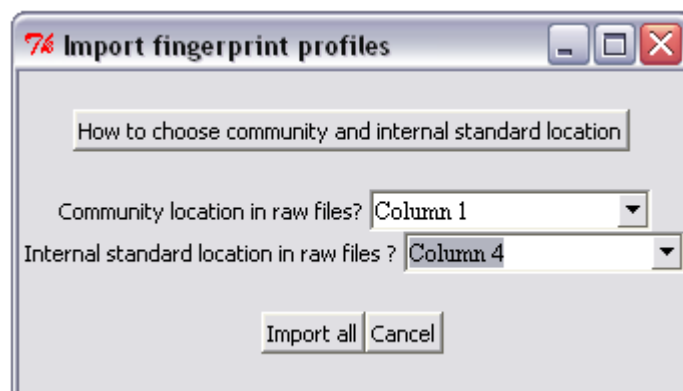 Import fingerprint profiles
How to choose community and internal standard location
Community location in raw files? Column 1
Internal standard location in raw files ? Column 4
Import all Cancel